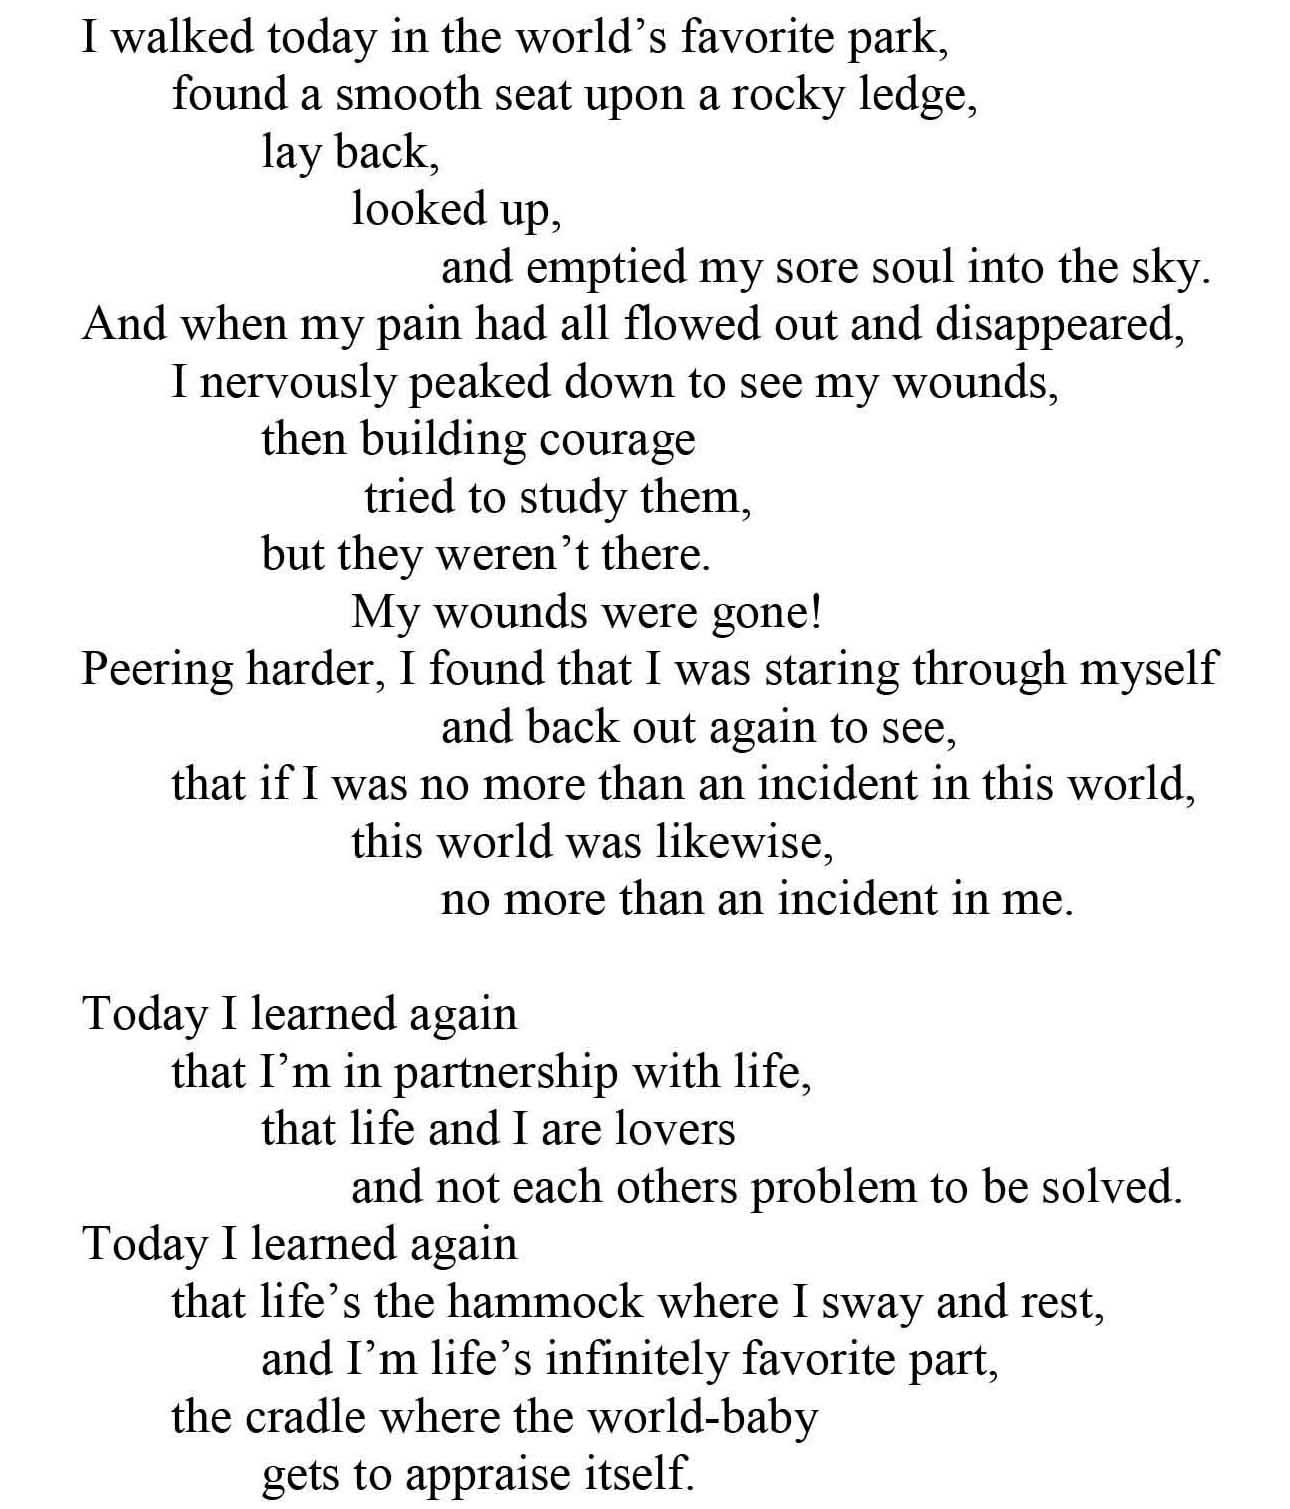 I walked today in the world’s favorite park,
found a smooth seat upon a rocky ledge,
lay back,
looked up,
and emptied my sore soul into the sky.
And when my pain had all flowed out and disappeared,
I nervously peaked down to see my wounds,
then building courage
tried to study them,
but they weren’t there.
My wounds were gone!
Peering harder, I found that I was staring through myself
and back out again to see,
that if I was no more than an incident in this world,
this world was likewise,
no more than an incident in me.

Today I learned again
that I’m in partnership with life,
that life and I are lovers
and not each others problem to be solved.
Today I learned again
that life’s the hammock where I sway and rest,
and I’m life’s infinitely favorite part,
the cradle where the world-baby
gets to appraise itself.